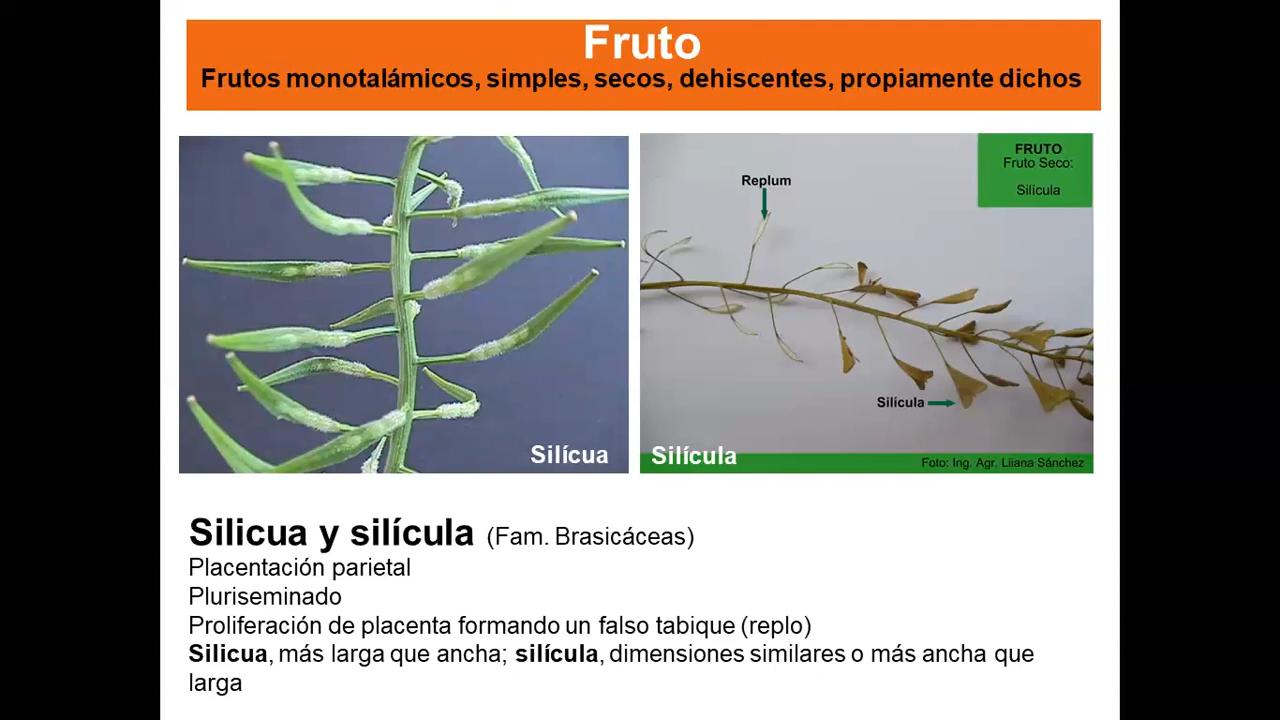 Fruto
Frutos monotalámicos, simples, secos, dehiscentes, propiamente dichos
Silícua
FRUTO
Fruto Seco:
Silícula
Replum
Silícula
Silícula
Foto: Ing. Agr. Liiana Sánchez
Silicua y silícula (Fam. Brasicáceas)
Placentación parietal
Pluriseminado
Proliferación de placenta formando un falso tabique (replo)
Silicua, más larga que ancha; silícula, dimensiones similares o más ancha que
larga